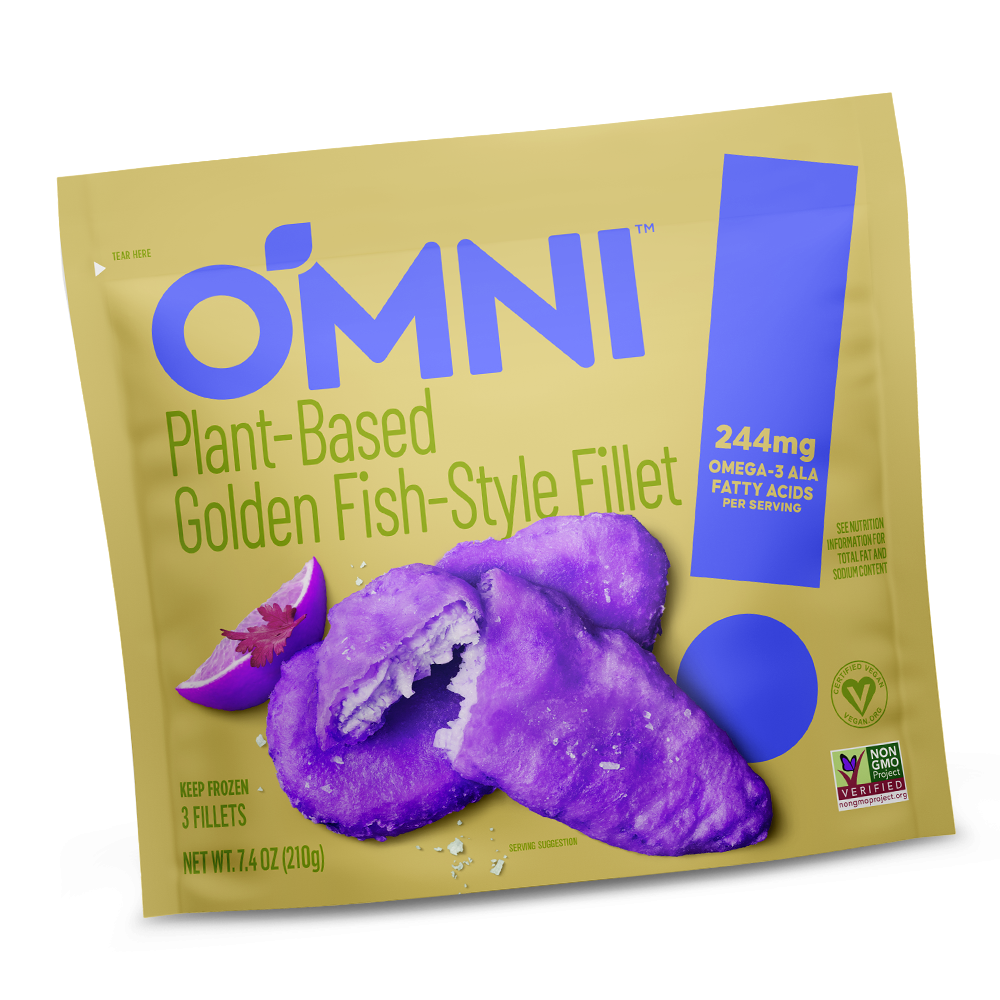 TEAR HERE
OMNI™
Plant-Based
Golden Fish-Style Fillet
244mg
OMEGA-3 ALA
FATTY ACIDS
PER SERVING
SEE NUTRITION
INFORMATION FOR
TOTAL FAT AND
SODIUM CONTENT
CERTIFIED VEGAN
VEGAN.ORG
NON
GMO
Project
VERIFIED
nongmoproject.org
KEEP FROZEN
3 FILLETS
NET WT. 7.4 OZ (210g)
SERVING SUGGESTION